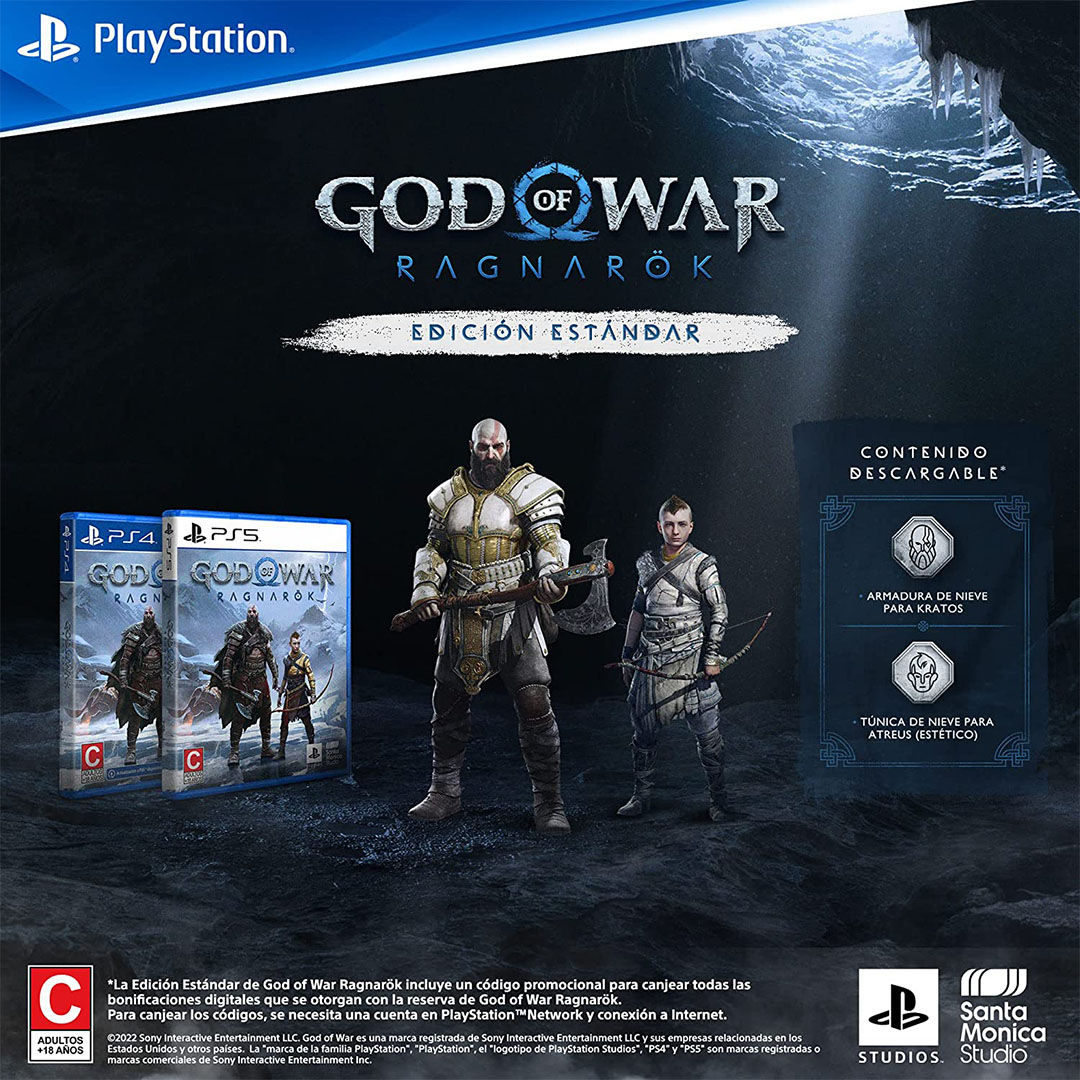 PlayStation®
GOD OF WAR™
RAGNARÖK
EDICIÓN ESTÁNDAR
CONTENIDO
DESCARGABLE*
ARMADURA DE NIEVE
PARA KRATOS
TÚNICA DE NIEVE PARA
ATREUS (ESTÉTICO)
PS4
PS4
GOD
RAGN
C
PS5
PS5
GOD OF WAR
RAGNARÖK
C
C
ADULTOS
+18 AÑOS
*La Edición Estándar de God of War Ragnarök incluye un código promocional para canjear todas las
bonificaciones digitales que se otorgan con la reserva de God of War Ragnarök.
Para canjear los códigos, se necesita una cuenta en PlayStation™Network y conexión a Internet.
©2022 Sony Interactive Entertainment LLC. God of War es una marca registrada de Sony Interactive Entertainment LLC y sus empresas relacionadas en los
Estados Unidos y otros países. La "marca de la familia PlayStation", "PlayStation", el "logotipo de PlayStation Studios", "PS4" y "PS5" son marcas registradas o
marcas comerciales de Sony Interactive Entertainment Inc.
STUDIOS™
Santa
Monica
Studio